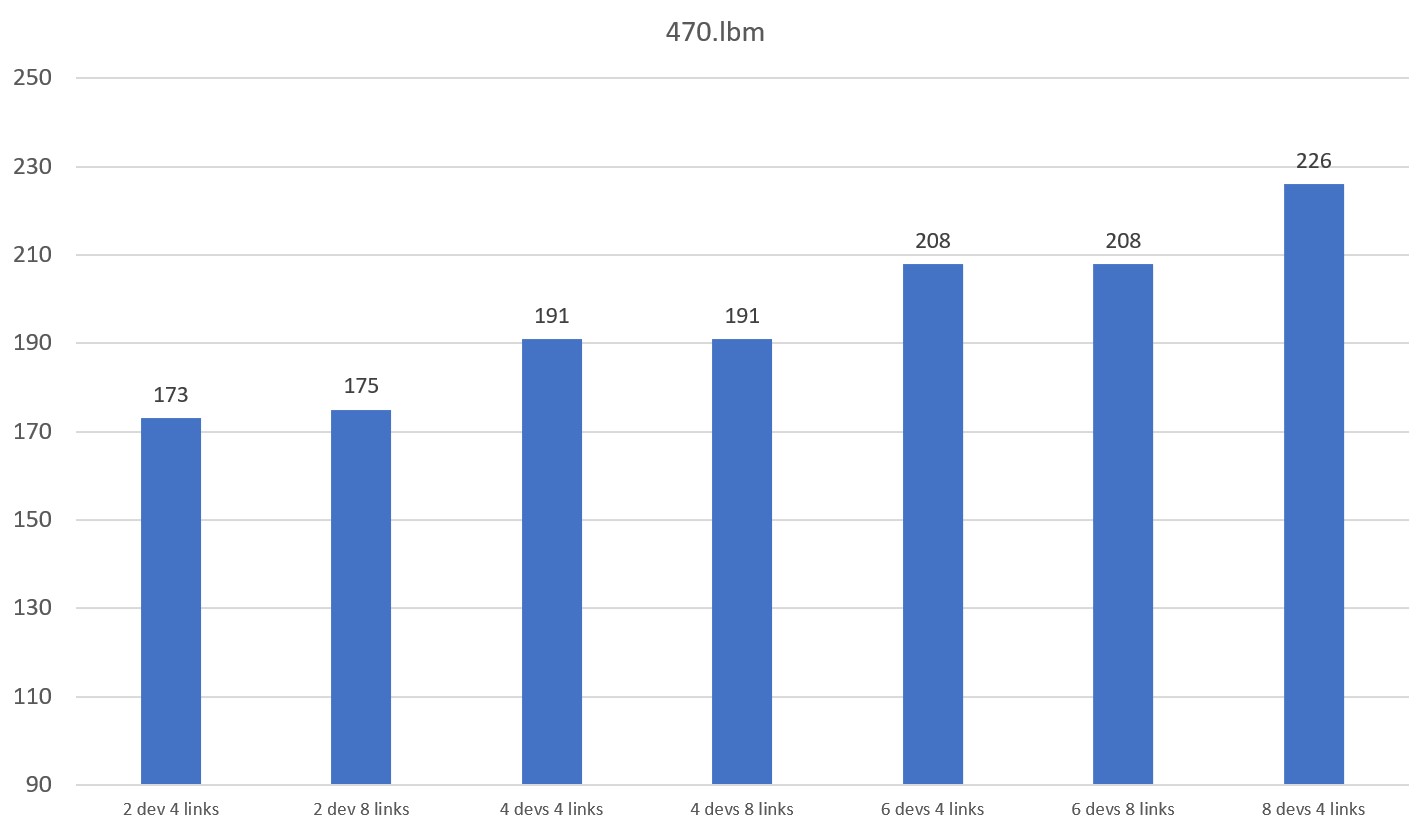 470.lbm
250
230
210
190
170
150
130
110
90
173
175
191
191
208
208
226
2 dev 4 links
2 dev 8 links
4 devs 4 links
4 devs 8 links
6 devs 4 links
6 devs 8 links
8 devs 4 links